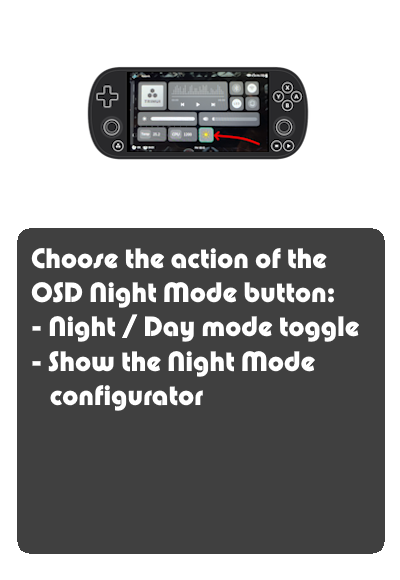 Choose the action of the
OSD Night Mode button:
- Night / Day mode toggle
- Show the Night Mode
configurator
X
Y A
B